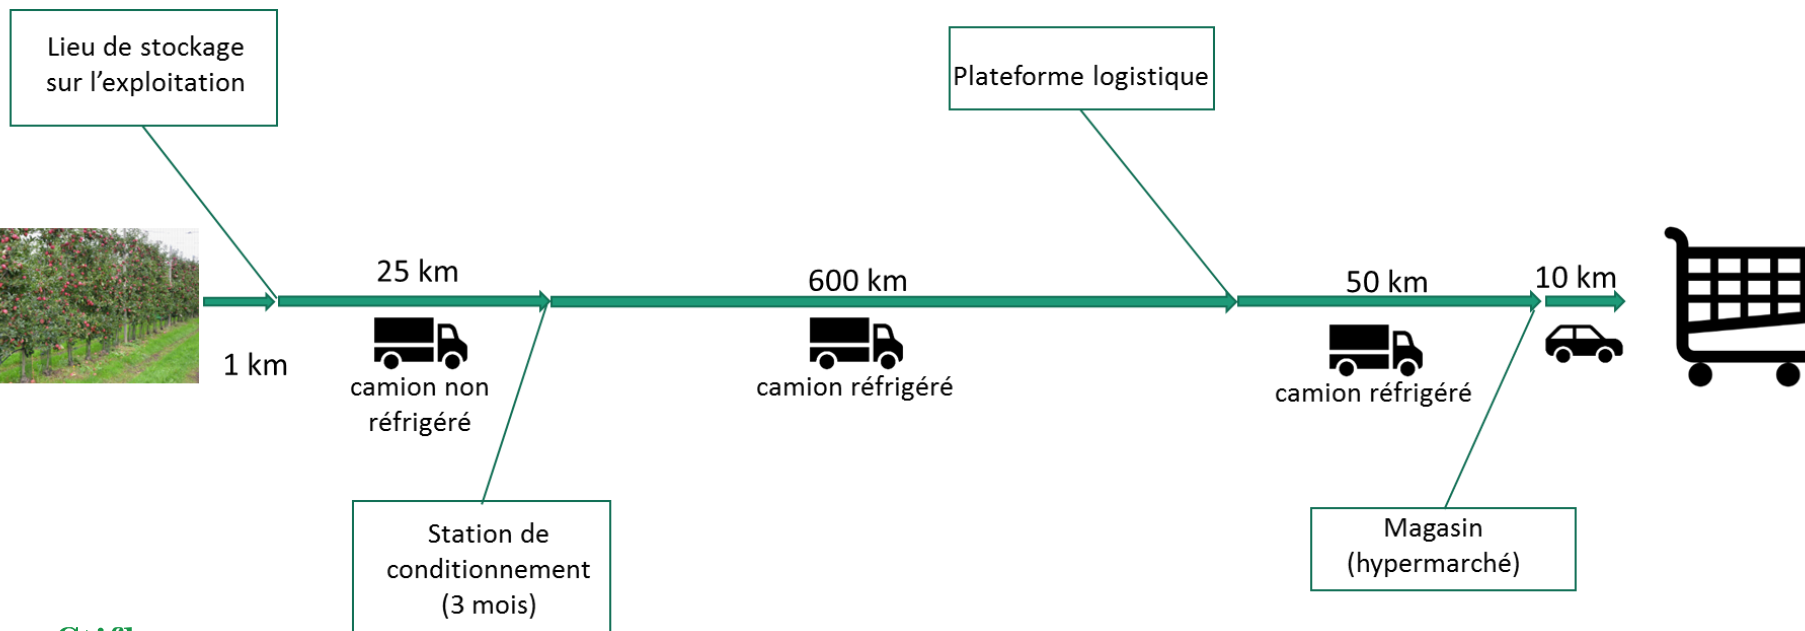 Lieu de stockage
sur l’exploitation
Plateforme logistique
25 km
600 km
50 km
10 km
1 km
camion non
réfrigéré
camion réfrigéré
camion réfrigéré
Station de
conditionnement
(3 mois)
Magasin
(hypermarché)